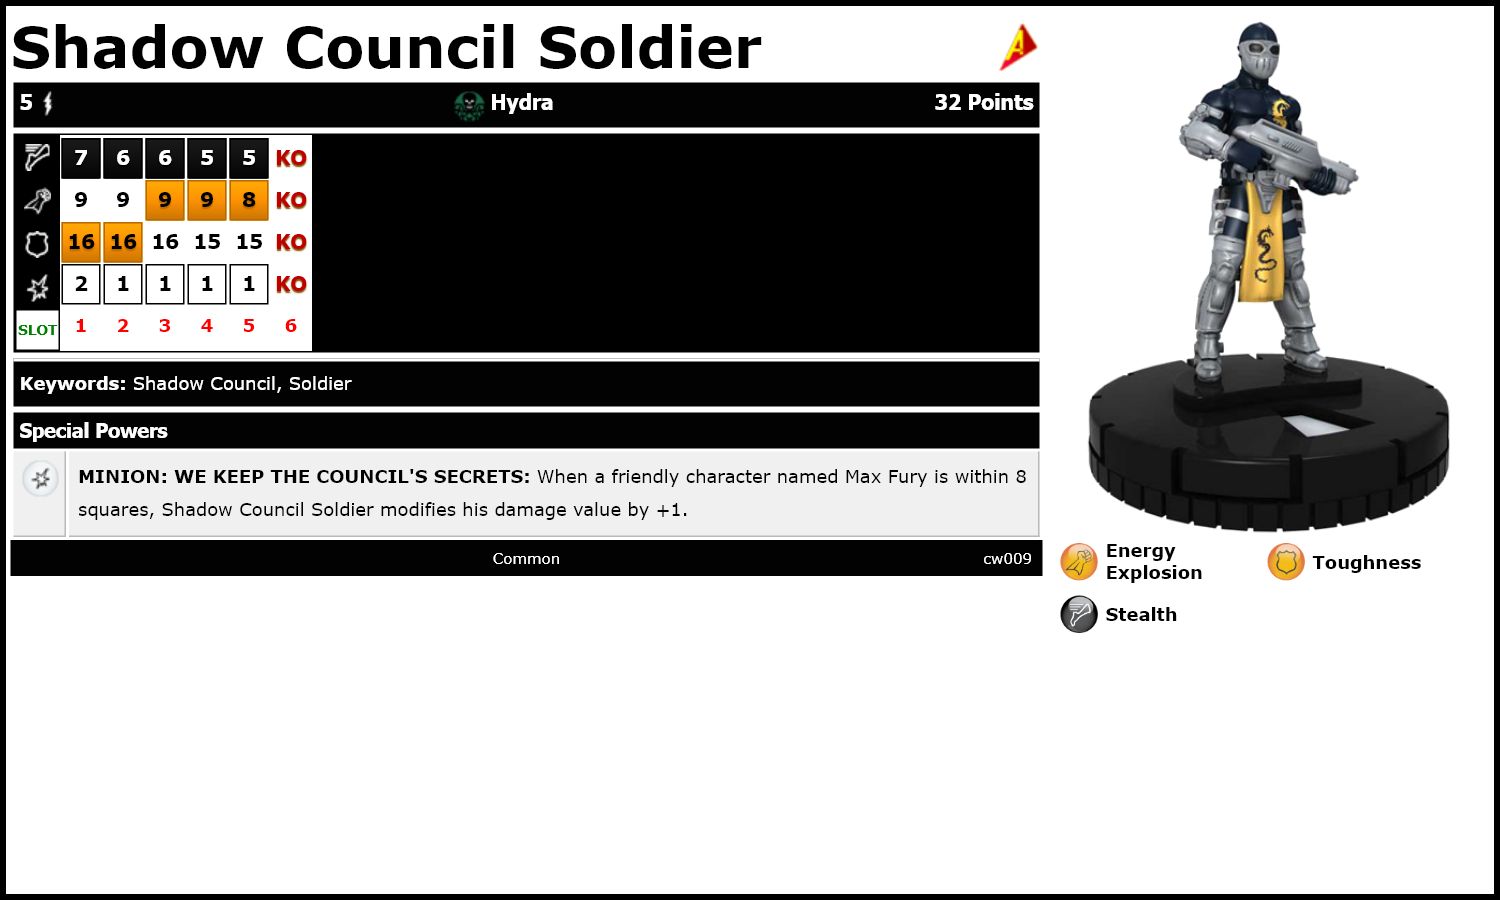 Shadow Council Soldier
A
5 Hydra 32 Points
7 6 6 5 5 KO
9 9 9 9 8 KO
16 16 16 15 15 KO
2 1 1 1 1 KO
SLOT 1 2 3 4 5 6
Keywords: Shadow Council, Soldier
Special Powers
MINION: WE KEEP THE COUNCIL'S SECRETS: When a friendly character named Max Fury is within 8
squares, Shadow Council Soldier modifies his damage value by +1.
Common cw009
Energy
Explosion
Toughness
Stealth